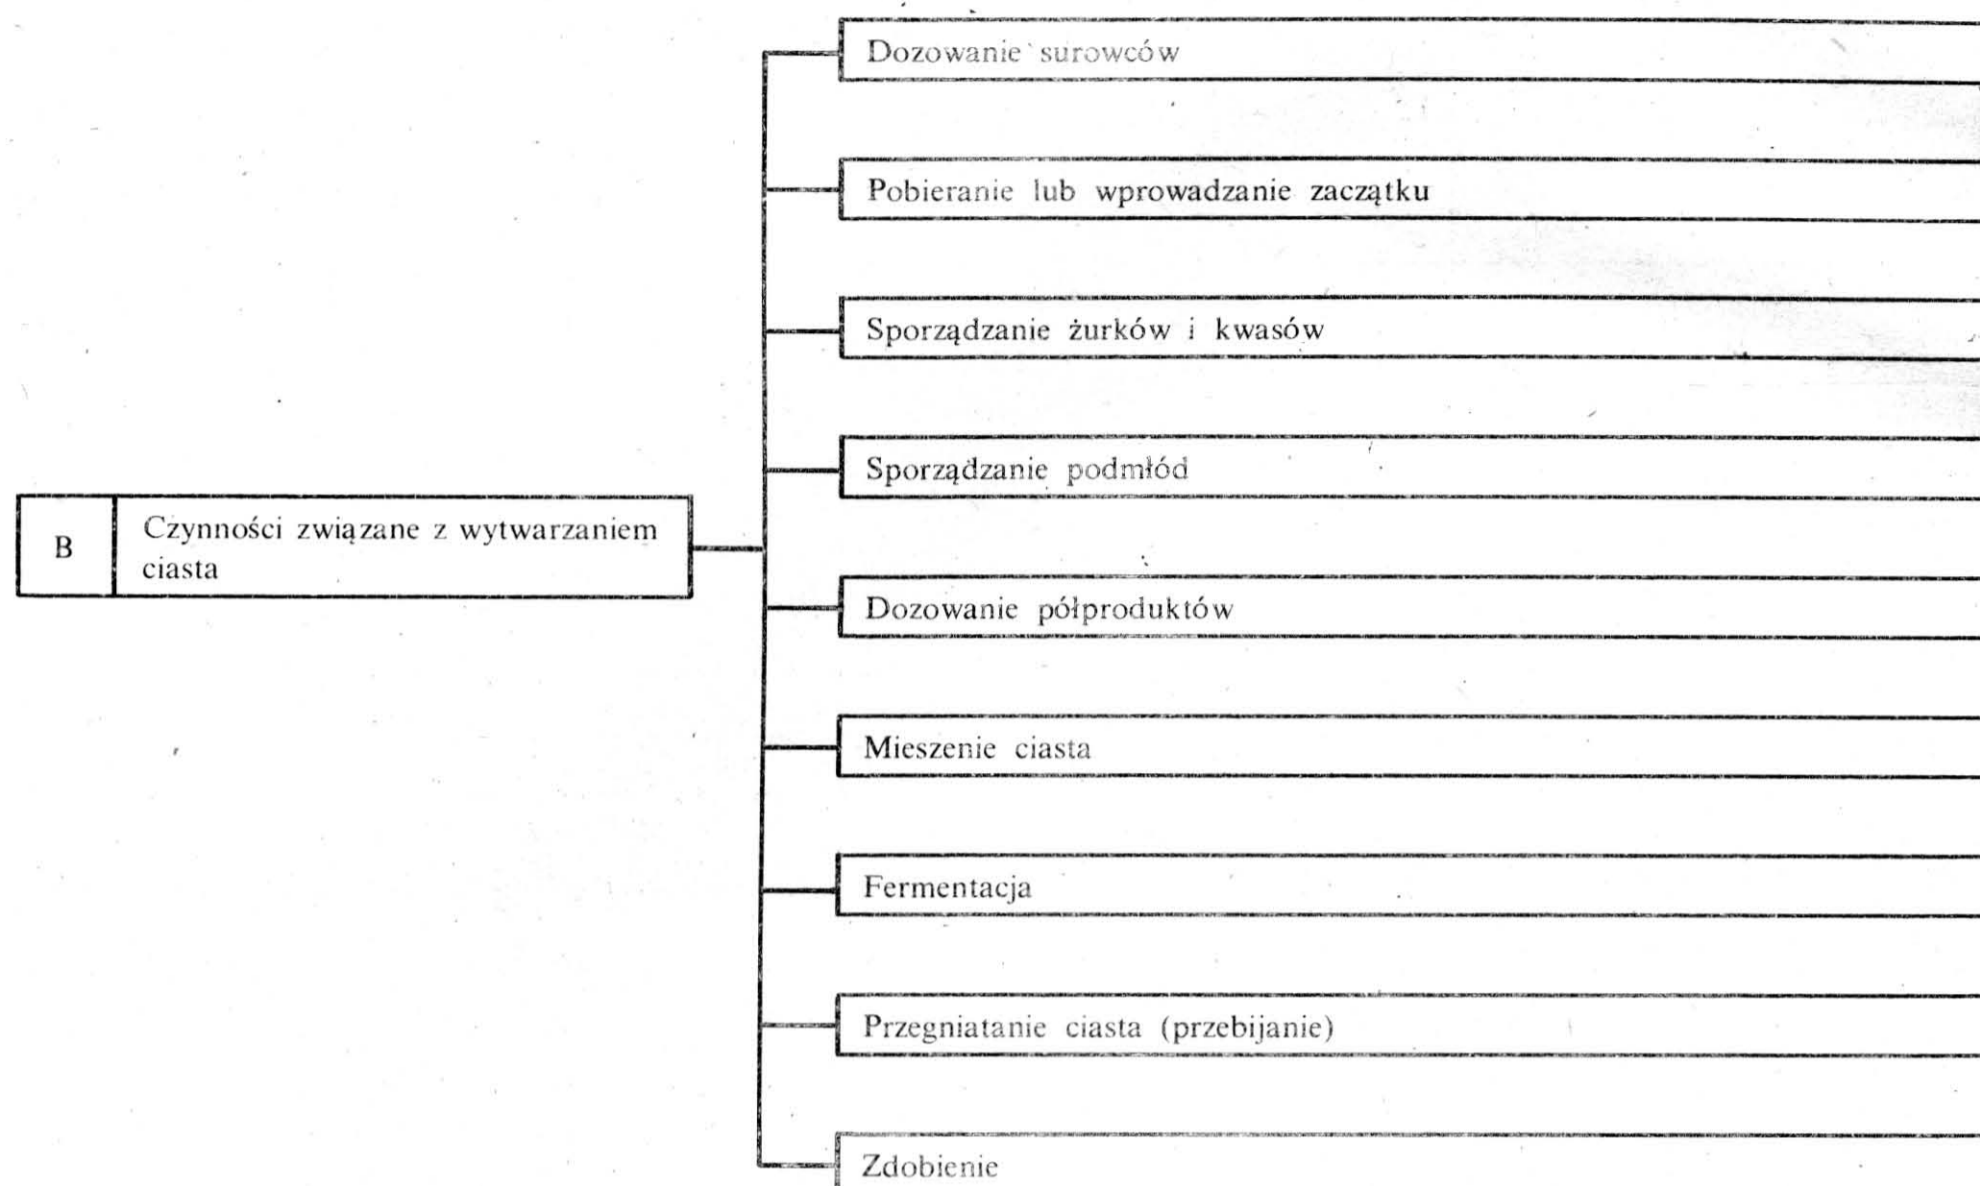 Dozowanie surowców
Pobieranie lub wprowadzanie zaczątku
Sporządzanie żurków i kwasów
Sporządzanie podmłód
B
Czynności związane z wytwarzaniem
ciasta
Dozowanie półproduktów
Mieszenie ciasta
Fermentacja
Przegniatanie ciasta (przebijanie)
Zdobienie